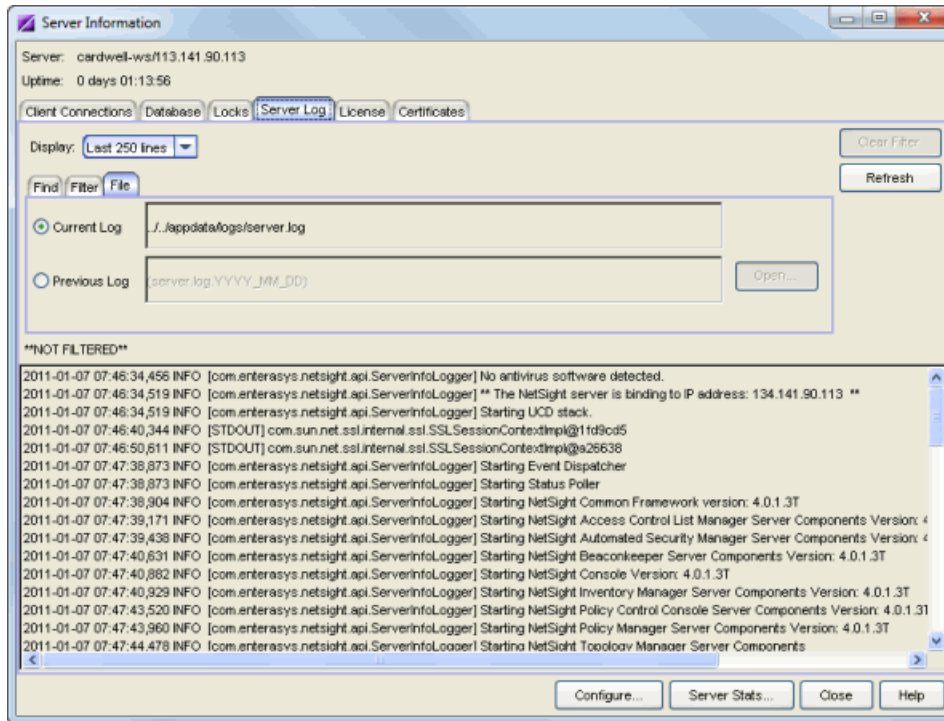 Server Information
Server: cardwell-ws/113.141.90.113
Uptime: 0 days 01:13:56
Client Connections Database Locks Server Log License Certificates
Display: Last 250 lines
Clear Filter
Refresh
Find Filter File
Current Log ../../appdata/logs/server.log
Previous Log (server.log.YYYY_MM_DD) Open...
**NOT FILTERED**
2011-01-07 07:46:34,456 INFO [com.enterasys.netsight.api.ServerInfoLogger] No antivirus software detected.
2011-01-07 07:46:34,519 INFO [com.enterasys.netsight.api.ServerInfoLogger] ** The NetSight server is binding to IP address: 134.141.90.113 **
2011-01-07 07:46:34,519 INFO [com.enterasys.netsight.api.ServerInfoLogger] Starting UCD stack.
2011-01-07 07:46:40,344 INFO [STDOUT] com.sun.net.ssl.internal.ssl.SSLSessionContextImpl@1fd9cd5
2011-01-07 07:46:50,611 INFO [STDOUT] com.sun.net.ssl.internal.ssl.SSLSessionContextImpl@a26638
2011-01-07 07:47:38,873 INFO [com.enterasys.netsight.api.ServerInfoLogger] Starting Event Dispatcher
2011-01-07 07:47:38,873 INFO [com.enterasys.netsight.api.ServerInfoLogger] Starting Status Poller
2011-01-07 07:47:38,904 INFO [com.enterasys.netsight.api.ServerInfoLogger] Starting NetSight Common Framework version: 4.0.1.3T
2011-01-07 07:47:39,171 INFO [com.enterasys.netsight.api.ServerInfoLogger] Starting NetSight Access Control List Manager Server Components Version: 4
2011-01-07 07:47:39,438 INFO [com.enterasys.netsight.api.ServerInfoLogger] Starting NetSight Automated Security Manager Server Components Version: 4
2011-01-07 07:47:40,631 INFO [com.enterasys.netsight.api.ServerInfoLogger] Starting NetSight Beaconkeeper Server Components Version: 4.0.1.3T
2011-01-07 07:47:40,882 INFO [com.enterasys.netsight.api.ServerInfoLogger] Starting NetSight Console Version: 4.0.1.3T
2011-01-07 07:47:40,929 INFO [com.enterasys.netsight.api.ServerInfoLogger] Starting NetSight Inventory Manager Server Components Version: 4.0.1.3T
2011-01-07 07:47:43,520 INFO [com.enterasys.netsight.api.ServerInfoLogger] Starting NetSight Policy Control Console Server Components Version: 4.0.1.3T
2011-01-07 07:47:43,960 INFO [com.enterasys.netsight.api.ServerInfoLogger] Starting NetSight Policy Manager Server Components Version: 4.0.1.3T
2011-01-07 07:47:44,478 INFO [com.enterasys.netsight.api.ServerInfoLogger] Starting NetSight Topology Manager Server Components
Configure... Server Stats... Close Help